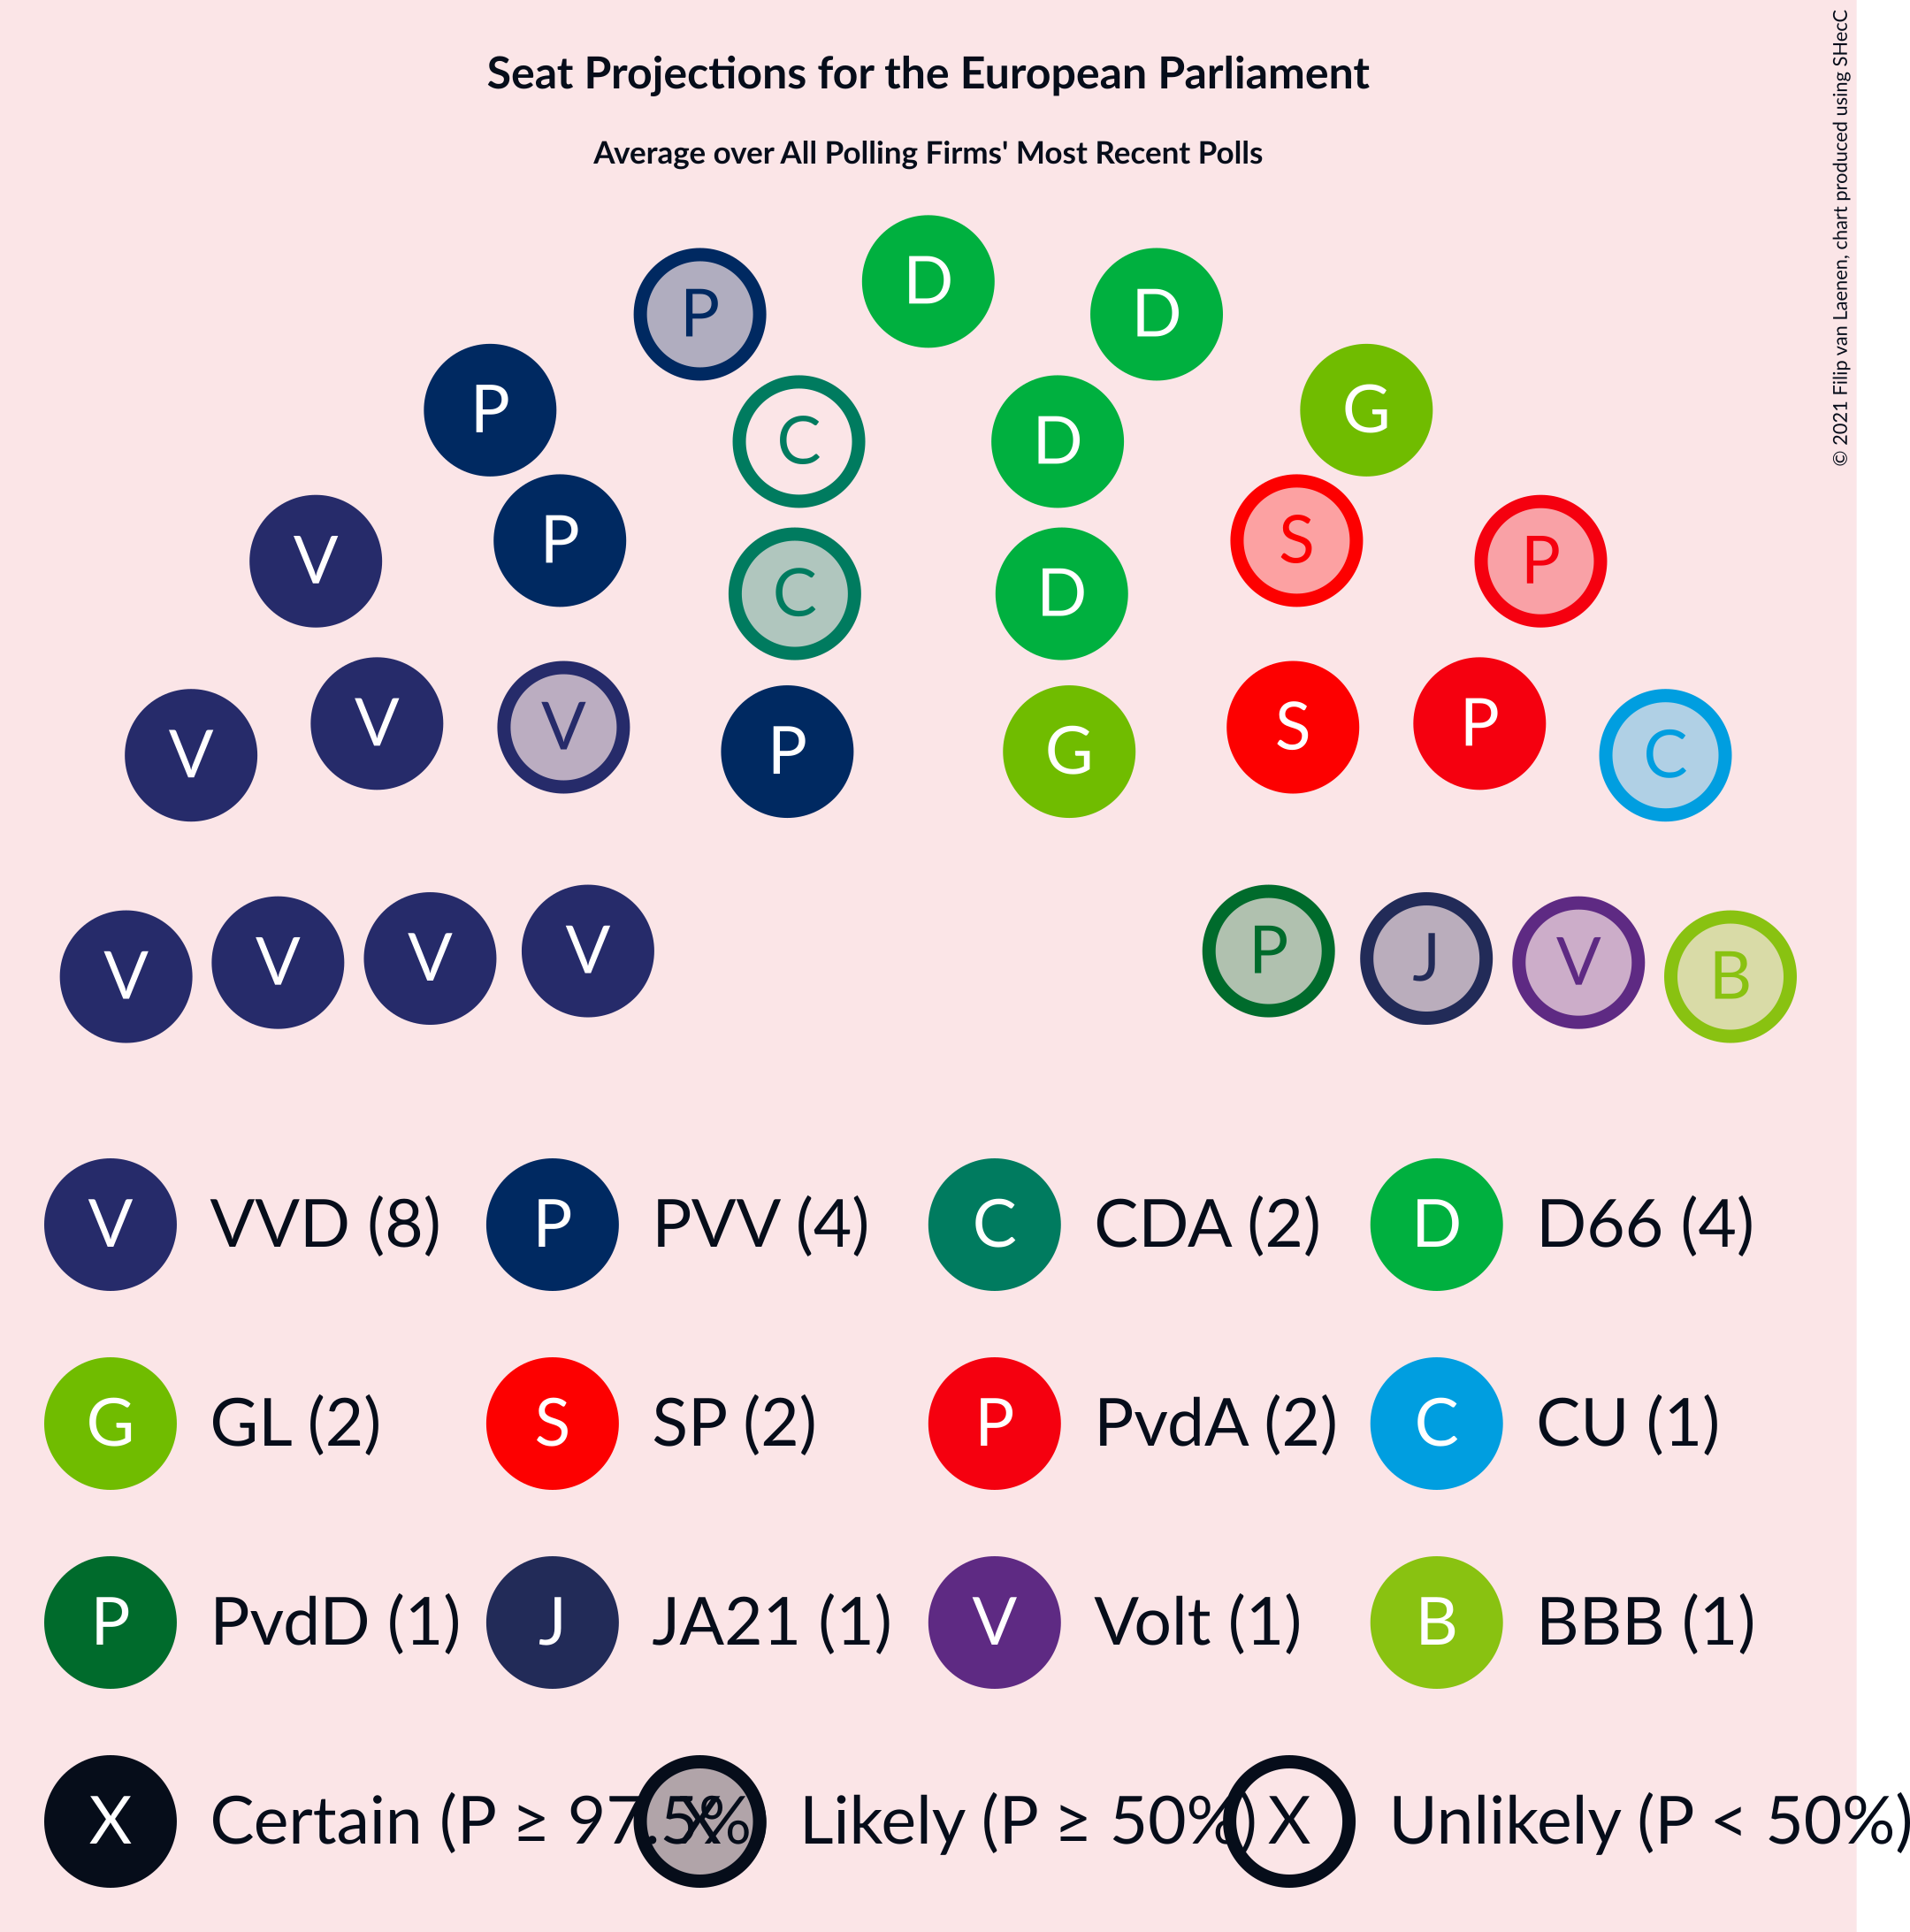 Seat Projections for the European Parliament
Average over All Polling Firms' Most Recent Polls
© 2021 Filip van Laenen, chart produced using SHecC
D
P D
P G
C D
P S
V P
C D
V P
V S
P G
V C
V P
V J
V V
V B
V VVD (8) P PVV (4) C CDA (2) D D66 (4)
G GL (2) S SP (2) P PvdA (2) C CU (1)
P PvdD (1) J JA21 (1) V Volt (1) B BBB (1)
X Certain (P ≥ 97.5% X Likely (P ≥ 50%) X Unlikely (P < 50%)